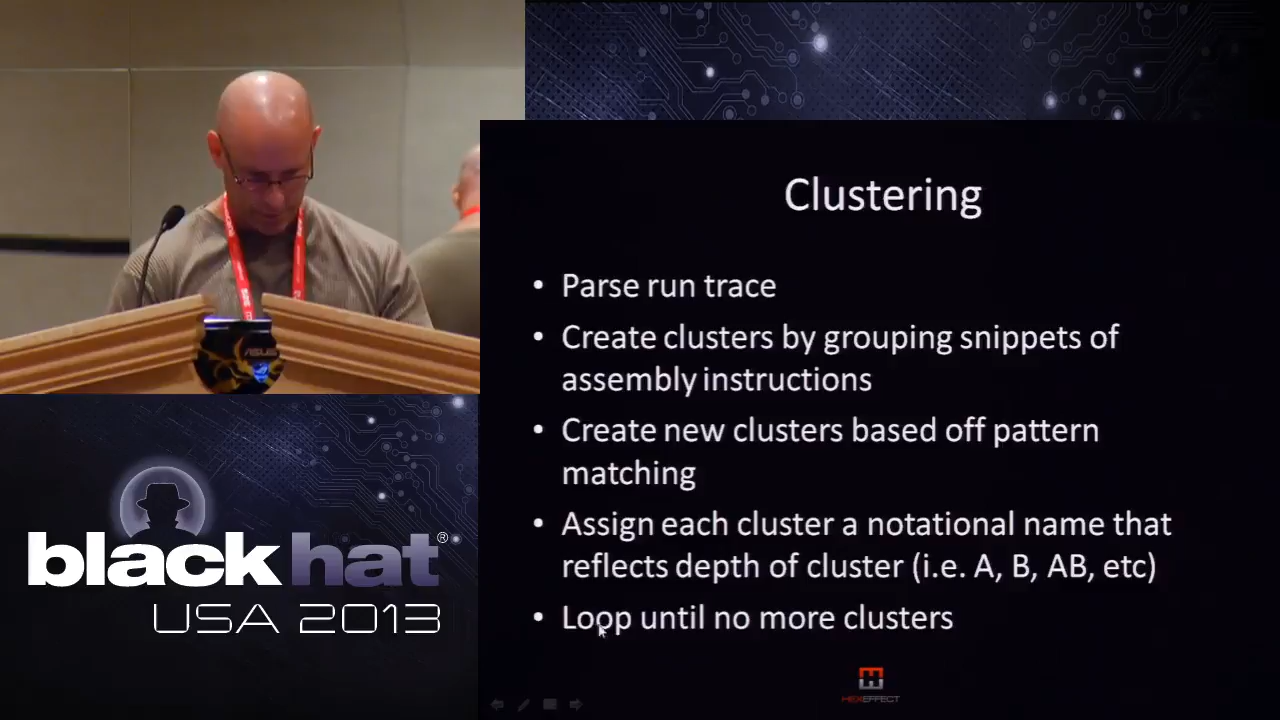 Clustering
• Parse run trace
• Create clusters by grouping snippets of
assembly instructions
• Create new clusters based off pattern
matching
• Assign each cluster a notational name that
reflects depth of cluster (i.e. A, B, AB, etc)
• Loop until no more clusters
HEXEFFECT
ASUS
black hat®
USA 2013